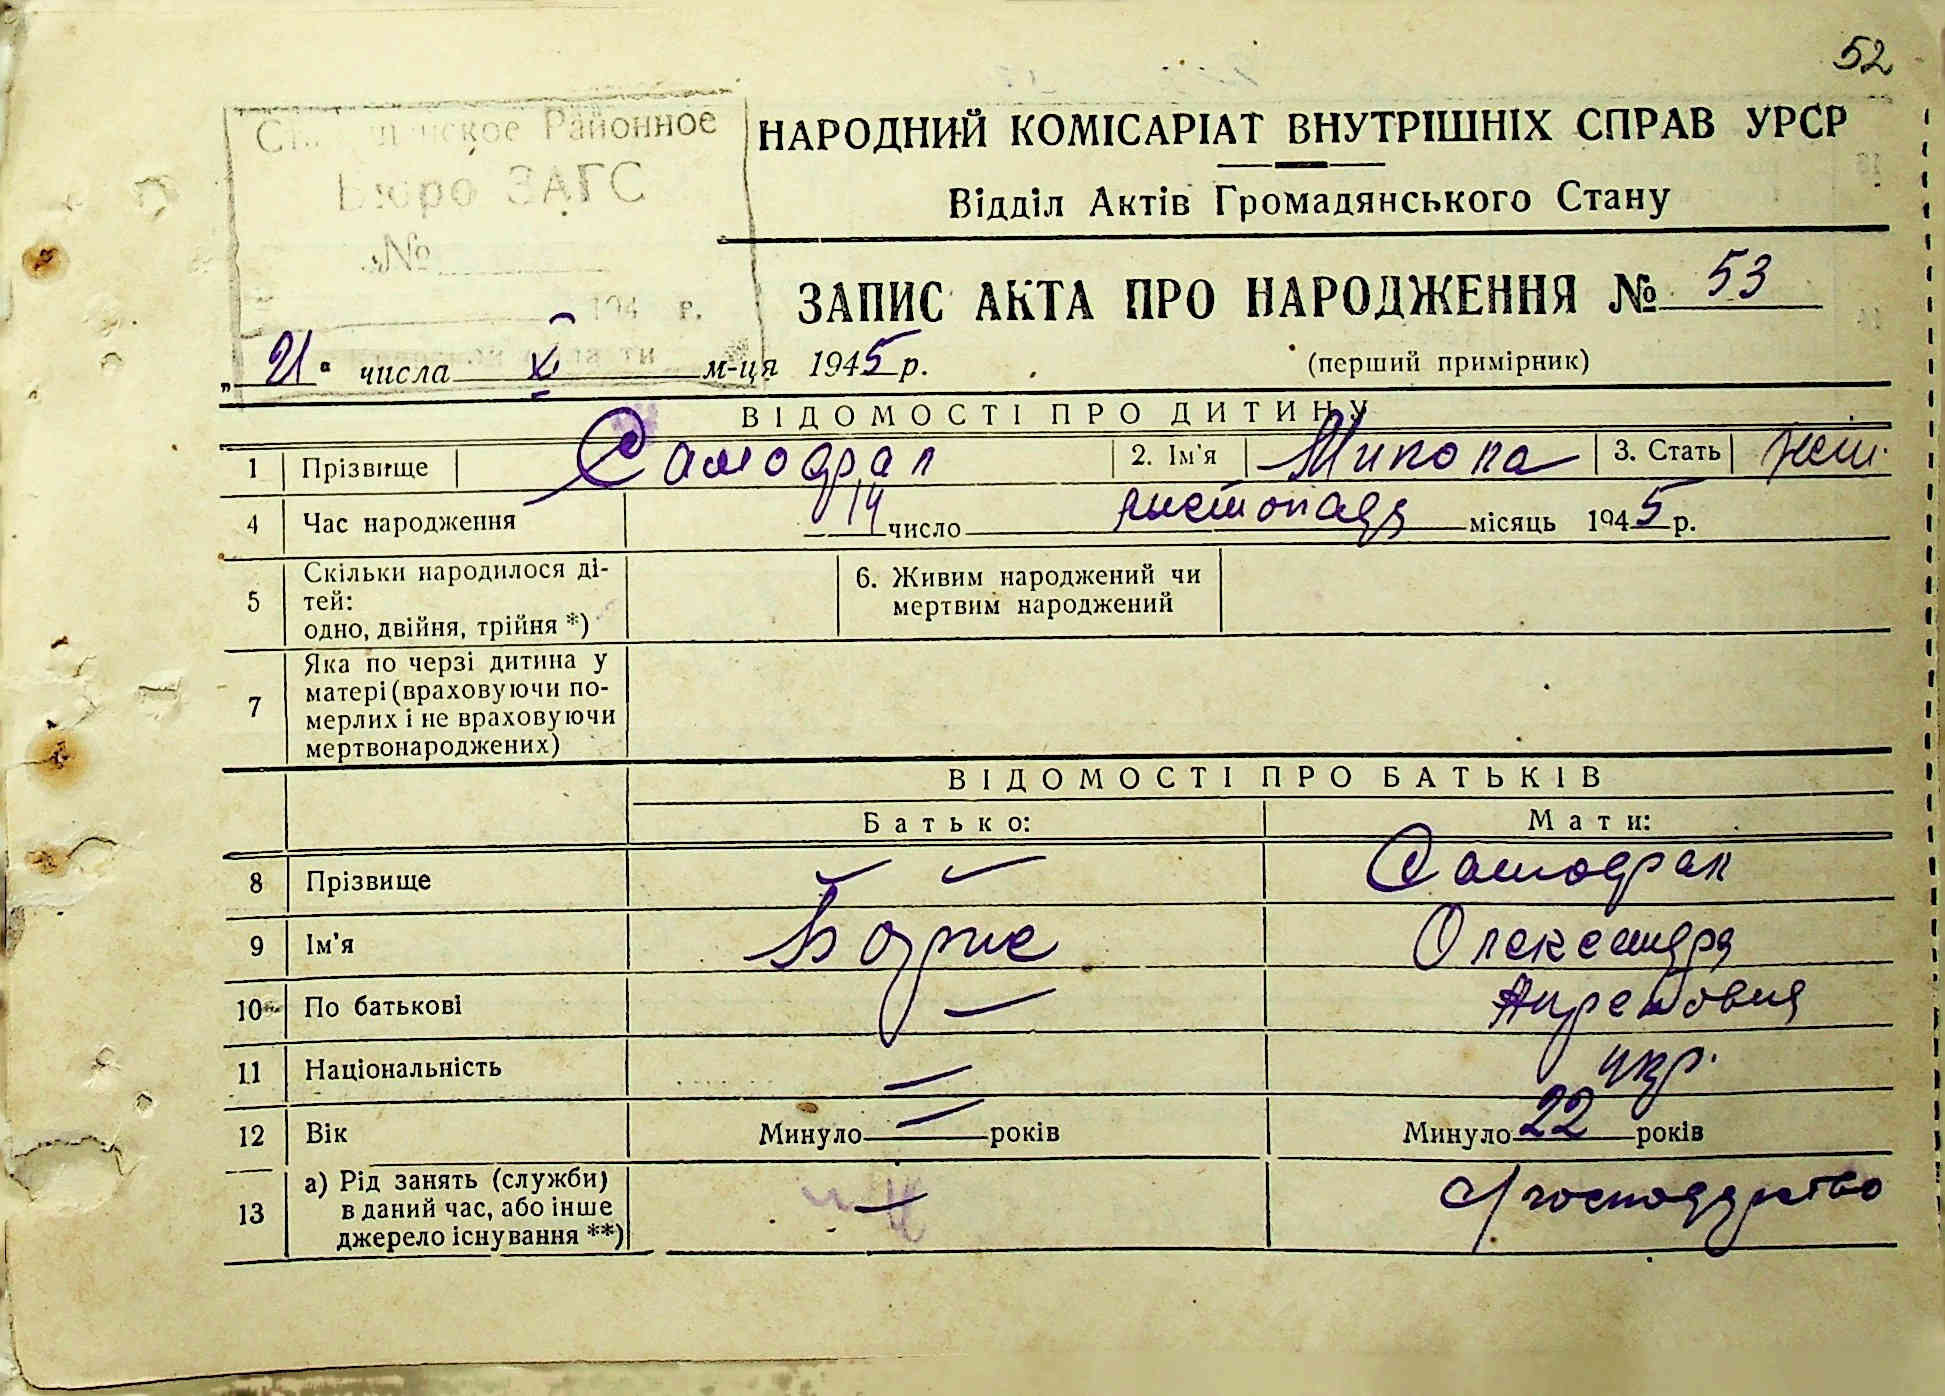 52
Районное
Бюро ЗАГС
№
194 г.
НАРОДНИЙ КОМІСАРІАТ ВНУТРІШНІХ СПРАВ УРСР
Відділ Актів Громадянського Стану
ЗАПИС АКТА ПРО НАРОДЖЕННЯ № 53
„21" числа XI м-ця 1945 р. (перший примірник)
ВІДОМОСТІ ПРО ДИТИНУ
1 Прізвище Самодрал 2. Ім'я Микола 3. Стать
4 Час народження 14 число листопада місяць 1945 р.
5 Скільки народилося ді-
тей:
одно, двійня, трійня *)
6. Живим народжений чи
мертвим народжений
7 Яка по черзі дитина у
матері (враховуючи по-
мерлих і не враховуючи
мертвонароджених)
ВІДОМОСТІ ПРО БАТЬКІВ
Батько: Мати:
8 Прізвище — — Самодрал
9 Ім'я Борис Олександра
10 По батькові —
11 Національність — укр.
12 Вік Минуло — років Минуло 22 років
13 а) Рід занять (служби)
в даний час, або інше
джерело існування **)
— с/господарство